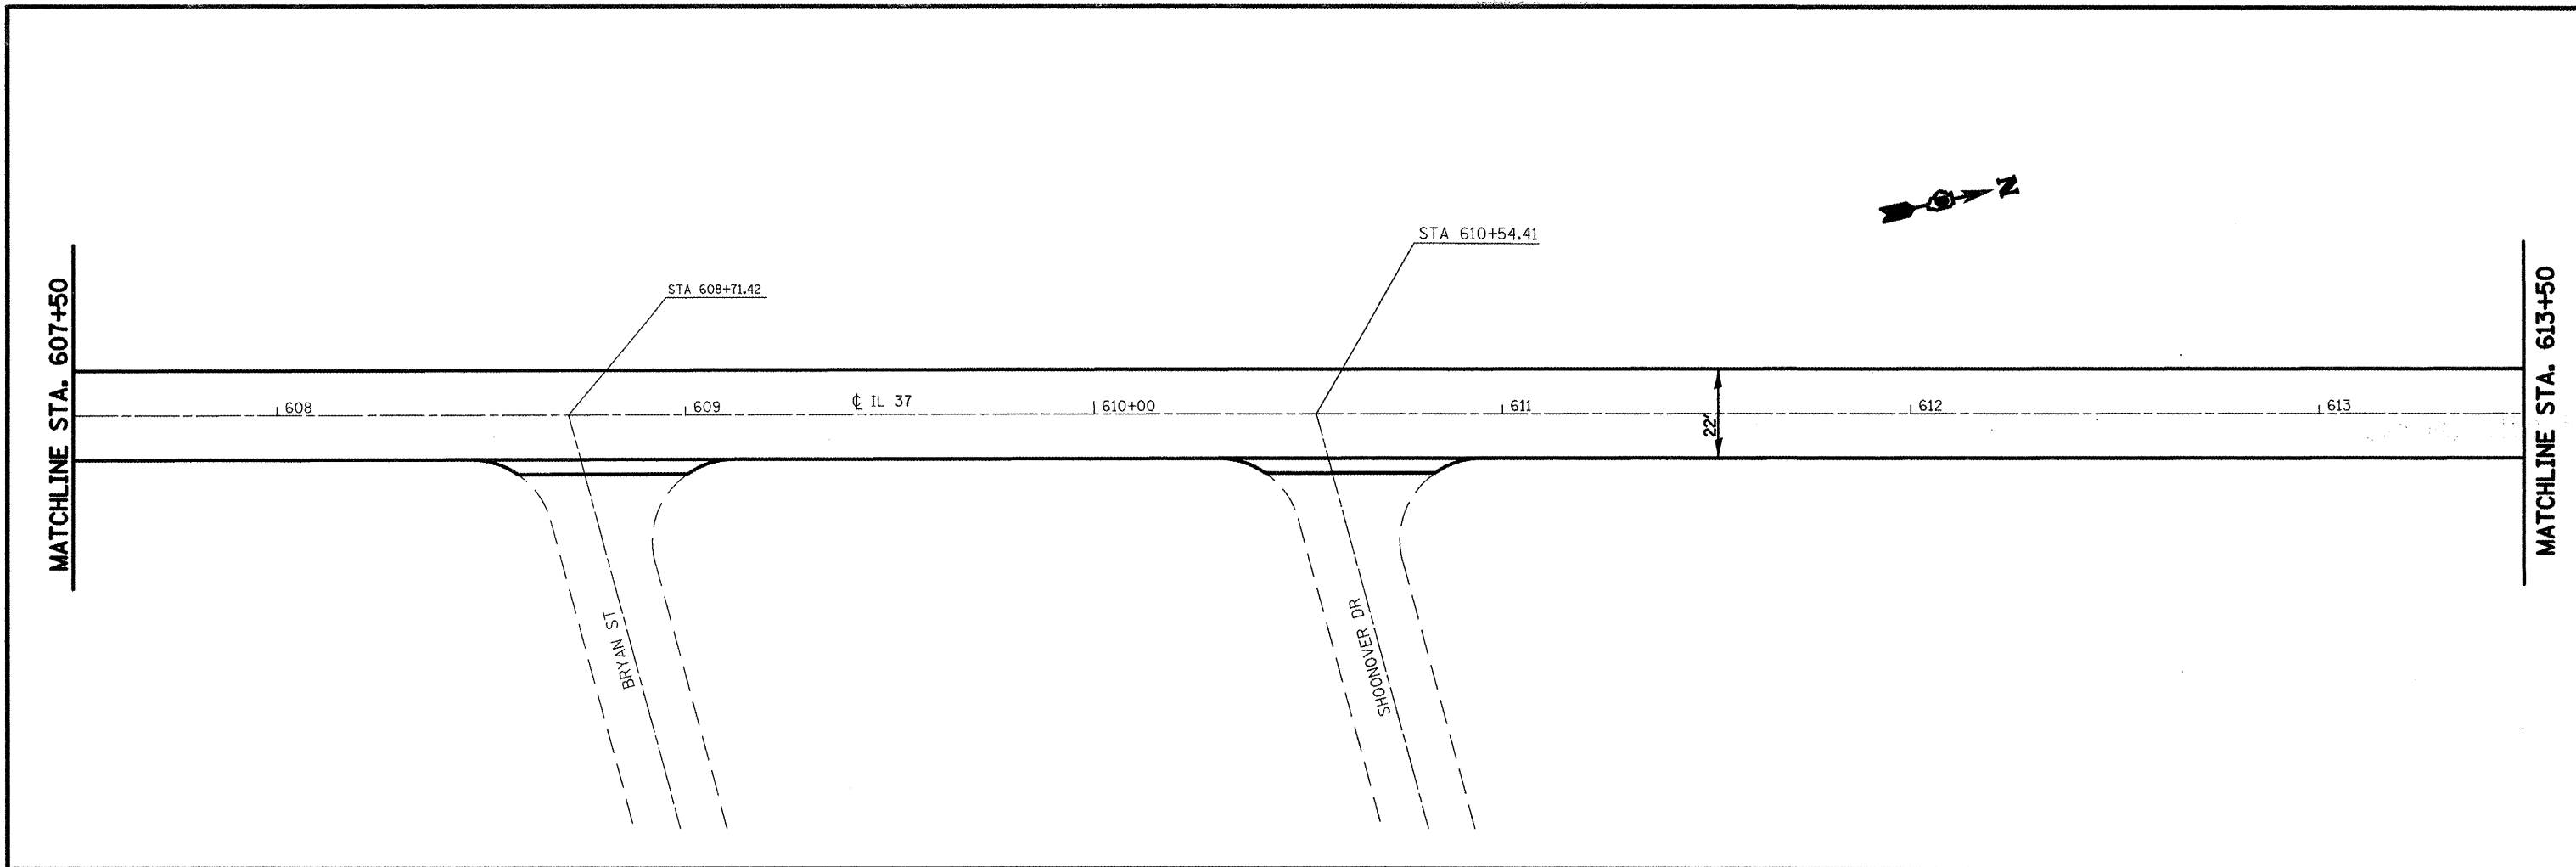 N
STA 610+54.41
STA 608+71.42
MATCHLINE STA. 607+50
MATCHLINE STA. 613+50
608
609
℄ IL 37
610+00
611
612
613
22'
BRYAN ST
SHOONOVER DR